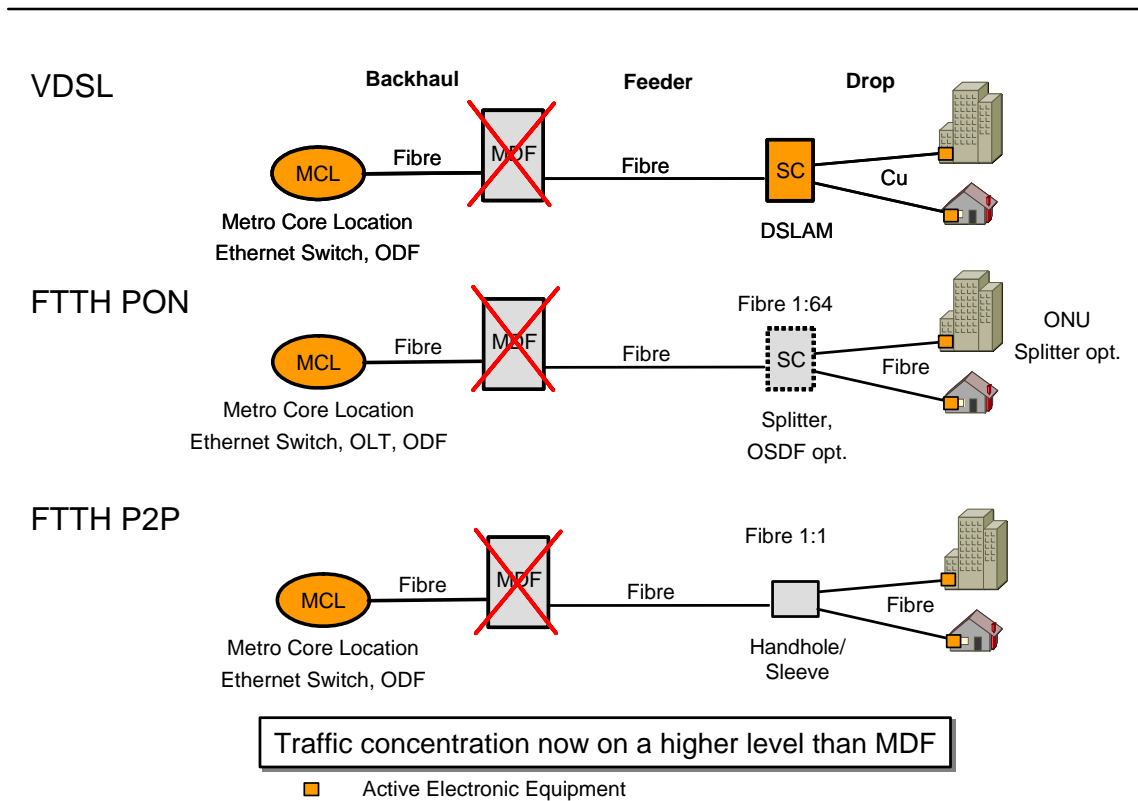 VDSL
Backhaul
Feeder
Drop
MCL
Fibre
MDF
Fibre
SC
Cu
Metro Core Location
Ethernet Switch, ODF
DSLAM
FTTH PON
Fibre 1:64
MCL
Fibre
MDF
Fibre
SC
Fibre
ONU
Splitter opt.
Metro Core Location
Ethernet Switch, OLT, ODF
Splitter,
OSDF opt.
FTTH P2P
Fibre 1:1
MCL
Fibre
MDF
Fibre
Fibre
Metro Core Location
Ethernet Switch, ODF
Handhole/
Sleeve
Traffic concentration now on a higher level than MDF
Active Electronic Equipment